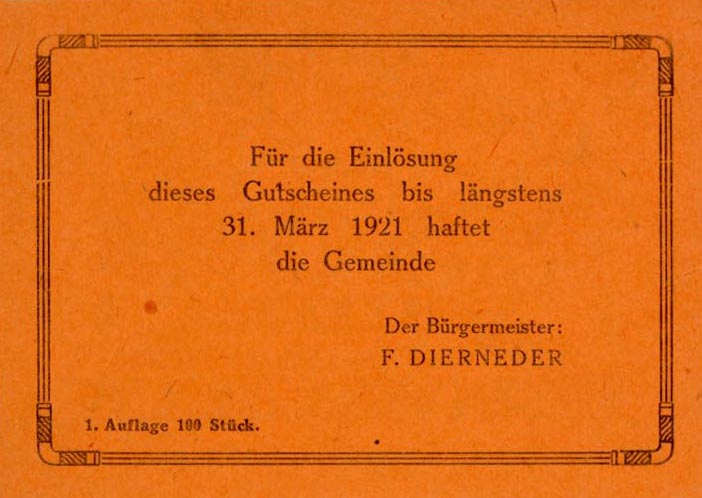 Für die Einlösung
dieses Gutscheines bis längstens
31. März 1921 haftet
die Gemeinde
Der Bürgermeister:
F. DIERNEDER
1. Auflage 100 Stück.